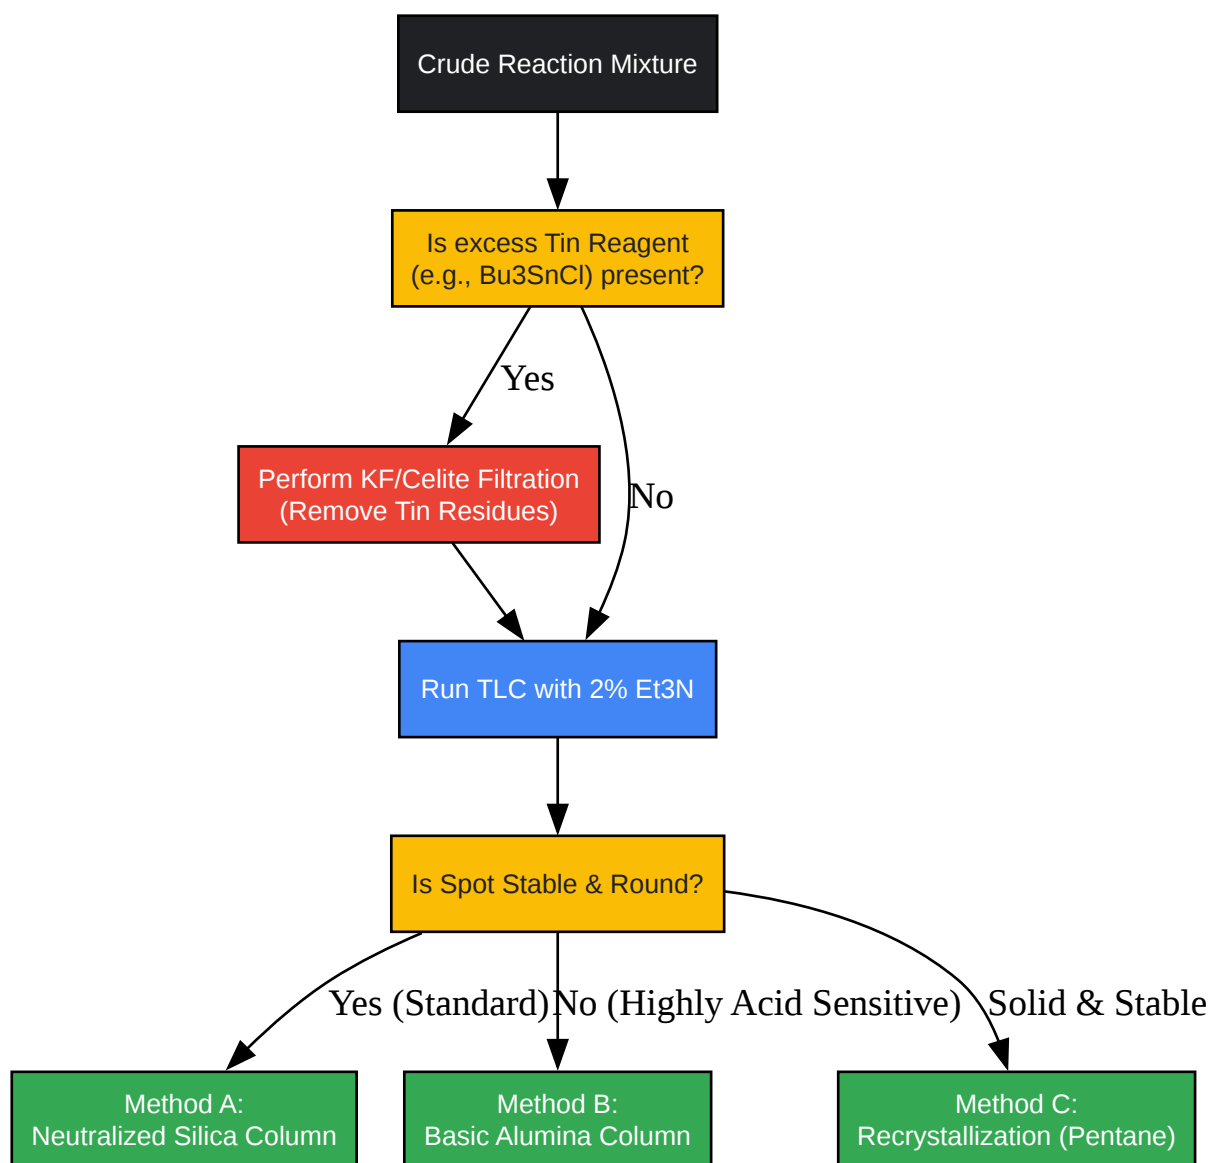 Crude Reaction Mixture
Is excess Tin Reagent
(e.g., Bu3SnCl) present?
Yes
Perform KF/Celite Filtration
(Remove Tin Residues)
No
Run TLC with 2% Et3N
Is Spot Stable & Round?
Yes (Standard)
No (Highly Acid Sensitive)
Solid & Stable
Method A:
Neutralized Silica Column
Method B:
Basic Alumina Column
Method C:
Recrystallization (Pentane)